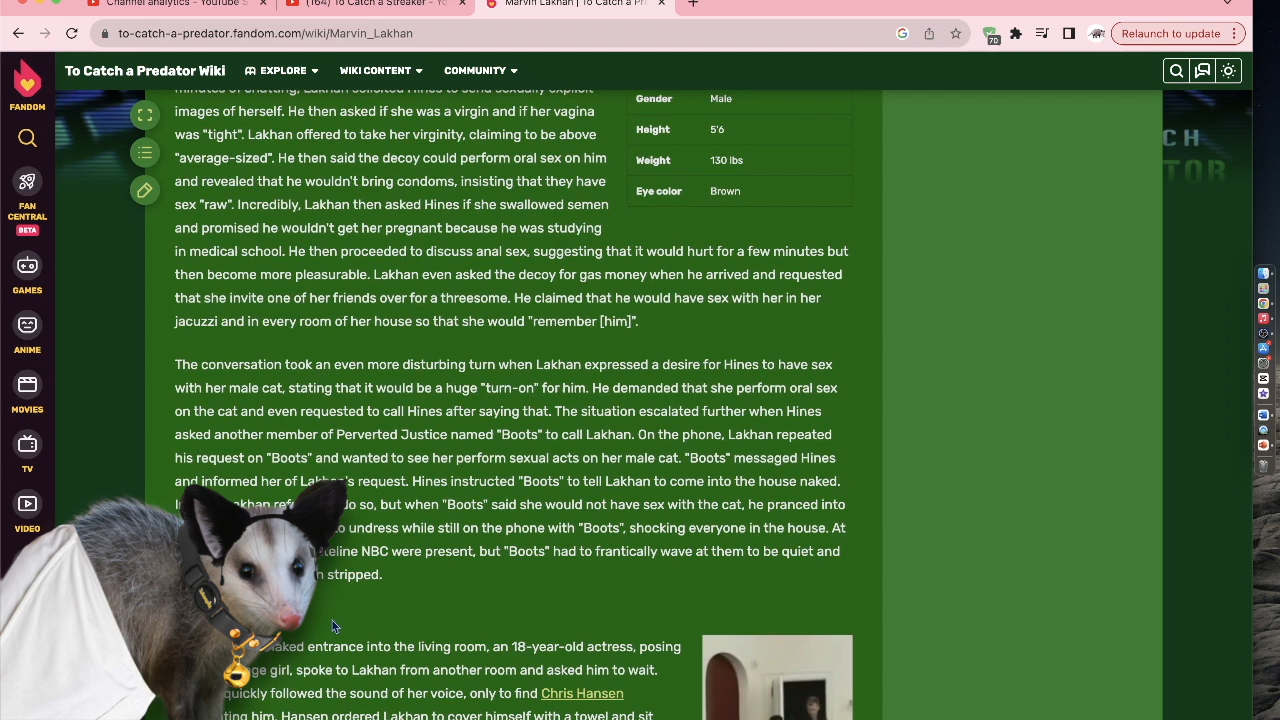 Channel analytics - YouTube S
(164) To Catch a Streaker - Yo
Marvin Lakhan | To Catch a Pr
to-catch-a-predator.fandom.com/wiki/Marvin_Lakhan
70
Relaunch to update
To Catch a Predator Wiki EXPLORE WIKI CONTENT COMMUNITY
FANDOM
FAN CENTRAL
BETA
GAMES
ANIME
MOVIES
TV
VIDEO
CH
TOR
minutes of chatting, Lakhan solicited Hines to send sexually explicit
images of herself. He then asked if she was a virgin and if her vagina
was "tight". Lakhan offered to take her virginity, claiming to be above
"average-sized". He then said the decoy could perform oral sex on him
and revealed that he wouldn't bring condoms, insisting that they have
sex "raw". Incredibly, Lakhan then asked Hines if she swallowed semen
and promised he wouldn't get her pregnant because he was studying
in medical school. He then proceeded to discuss anal sex, suggesting that it would hurt for a few minutes but
then become more pleasurable. Lakhan even asked the decoy for gas money when he arrived and requested
that she invite one of her friends over for a threesome. He claimed that he would have sex with her in her
jacuzzi and in every room of her house so that she would "remember [him]".
Gender Male
Height 5'6
Weight 130 lbs
Eye color Brown
The conversation took an even more disturbing turn when Lakhan expressed a desire for Hines to have sex
with her male cat, stating that it would be a huge "turn-on" for him. He demanded that she perform oral sex
on the cat and even requested to call Hines after saying that. The situation escalated further when Hines
asked another member of Perverted Justice named "Boots" to call Lakhan. On the phone, Lakhan repeated
his request on "Boots" and wanted to see her perform sexual acts on her male cat. "Boots" messaged Hines
and informed her of Lakhan's request. Hines instructed "Boots" to tell Lakhan to come into the house naked.
do so, but when "Boots" said she would not have sex with the cat, he pranced into
to undress while still on the phone with "Boots", shocking everyone in the house. At
NBC were present, but "Boots" had to frantically wave at them to be quiet and
stripped.
entrance into the living room, an 18-year-old actress, posing
girl, spoke to Lakhan from another room and asked him to wait.
quickly followed the sound of her voice, only to find Chris Hansen
him. Hansen ordered Lakhan to cover himself with a towel and sit